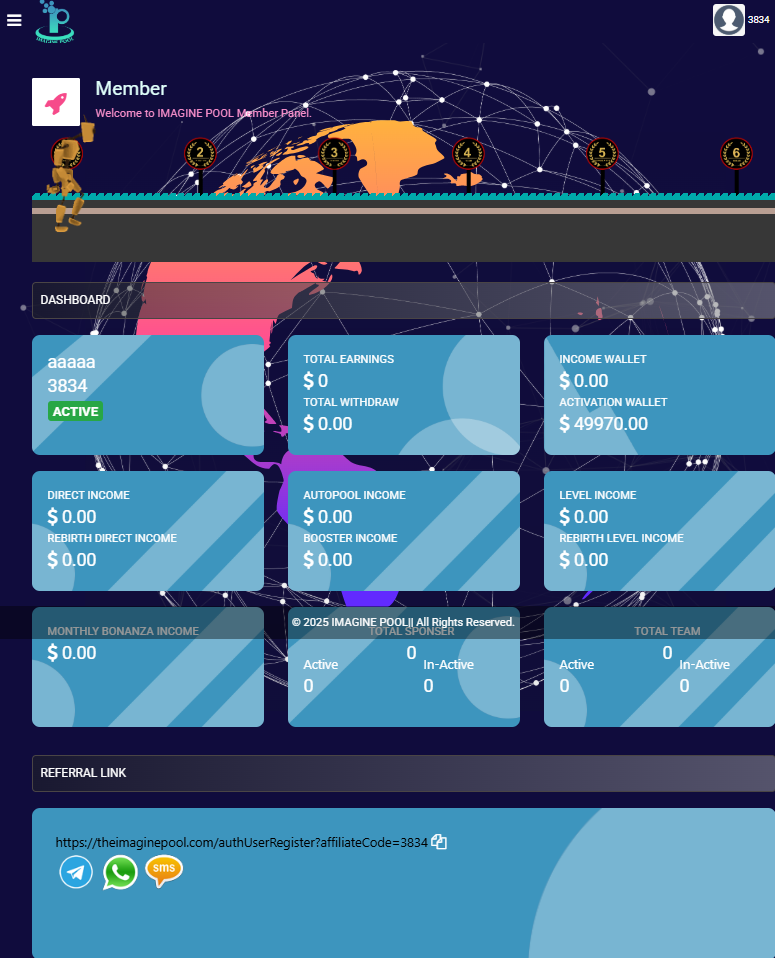 IMAGINE POOL
3834
Member
Welcome to IMAGINE POOL Member Panel.
2
3
4
5
6
DASHBOARD
aaaaa
3834
ACTIVE
TOTAL EARNINGS
$ 0
TOTAL WITHDRAW
$ 0.00
INCOME WALLET
$ 0.00
ACTIVATION WALLET
$ 49970.00
DIRECT INCOME
$ 0.00
REBIRTH DIRECT INCOME
$ 0.00
AUTOPOOL INCOME
$ 0.00
BOOSTER INCOME
$ 0.00
LEVEL INCOME
$ 0.00
REBIRTH LEVEL INCOME
$ 0.00
© 2025 IMAGINE POOL|| All Rights Reserved.
MONTHLY BONANZA INCOME
$ 0.00
TOTAL SPONSER
0
Active In-Active
0 0
TOTAL TEAM
0
Active In-Active
0 0
REFERRAL LINK
https://theimaginepool.com/authUserRegister?affiliateCode=3834
sms